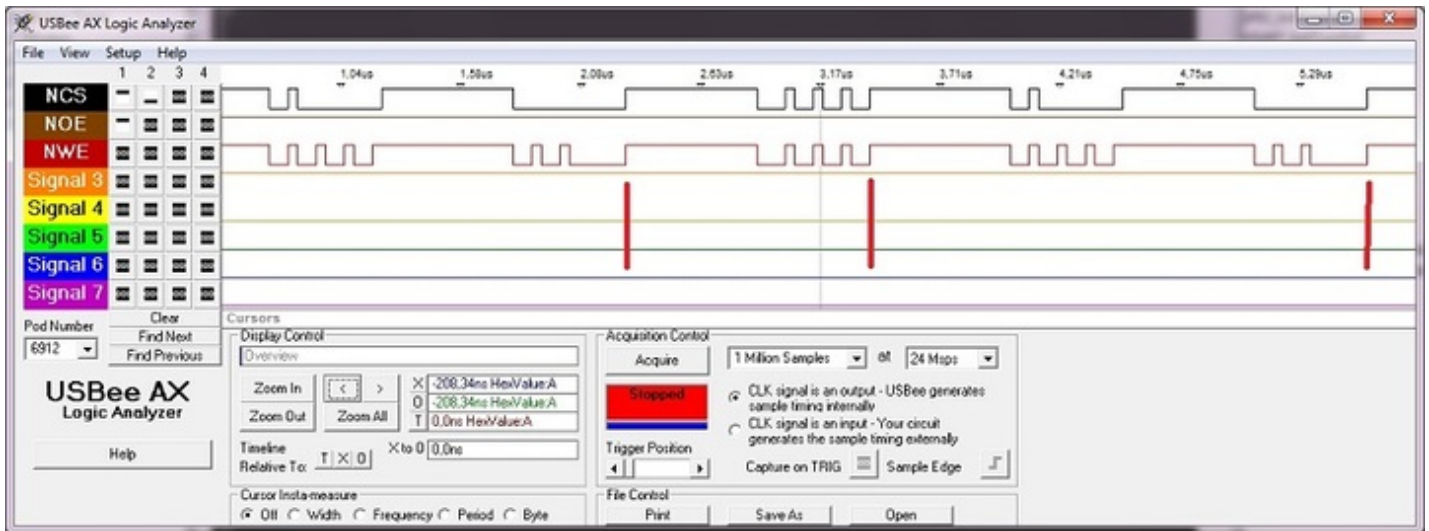 USBee AX Logic Analyzer
File View Setup Help
1 2 3 4
1.04us 1.58us 2.08us 2.63us 3.17us 3.71us 4.21us 4.75us 5.29us
NCS
NOE
NWE
Signal 3
Signal 4
Signal 5
Signal 6
Signal 7
Pod Number
6912
Clear
Find Next
Find Previous
USBee AX
Logic Analyzer
Help
Cursors
Display Control
Overview
Zoom In < >
Zoom Out Zoom All
X -208.34ns HexValue:A
O -208.34ns HexValue:A
T 0.0ns HexValue:A
Timeline
Relative To: T X O X to O 0.0ns
Cursor Insta-measure
Off Width Frequency Period Byte
Acquisition Control
Acquire 1 Million Samples at 24 Msps
Stopped
CLK signal is an output - USBee generates
sample timing internally
CLK signal is an input - Your circuit
generates the sample timing externally
Trigger Position
Capture on TRIG Sample Edge
File Control
Print Save As Open